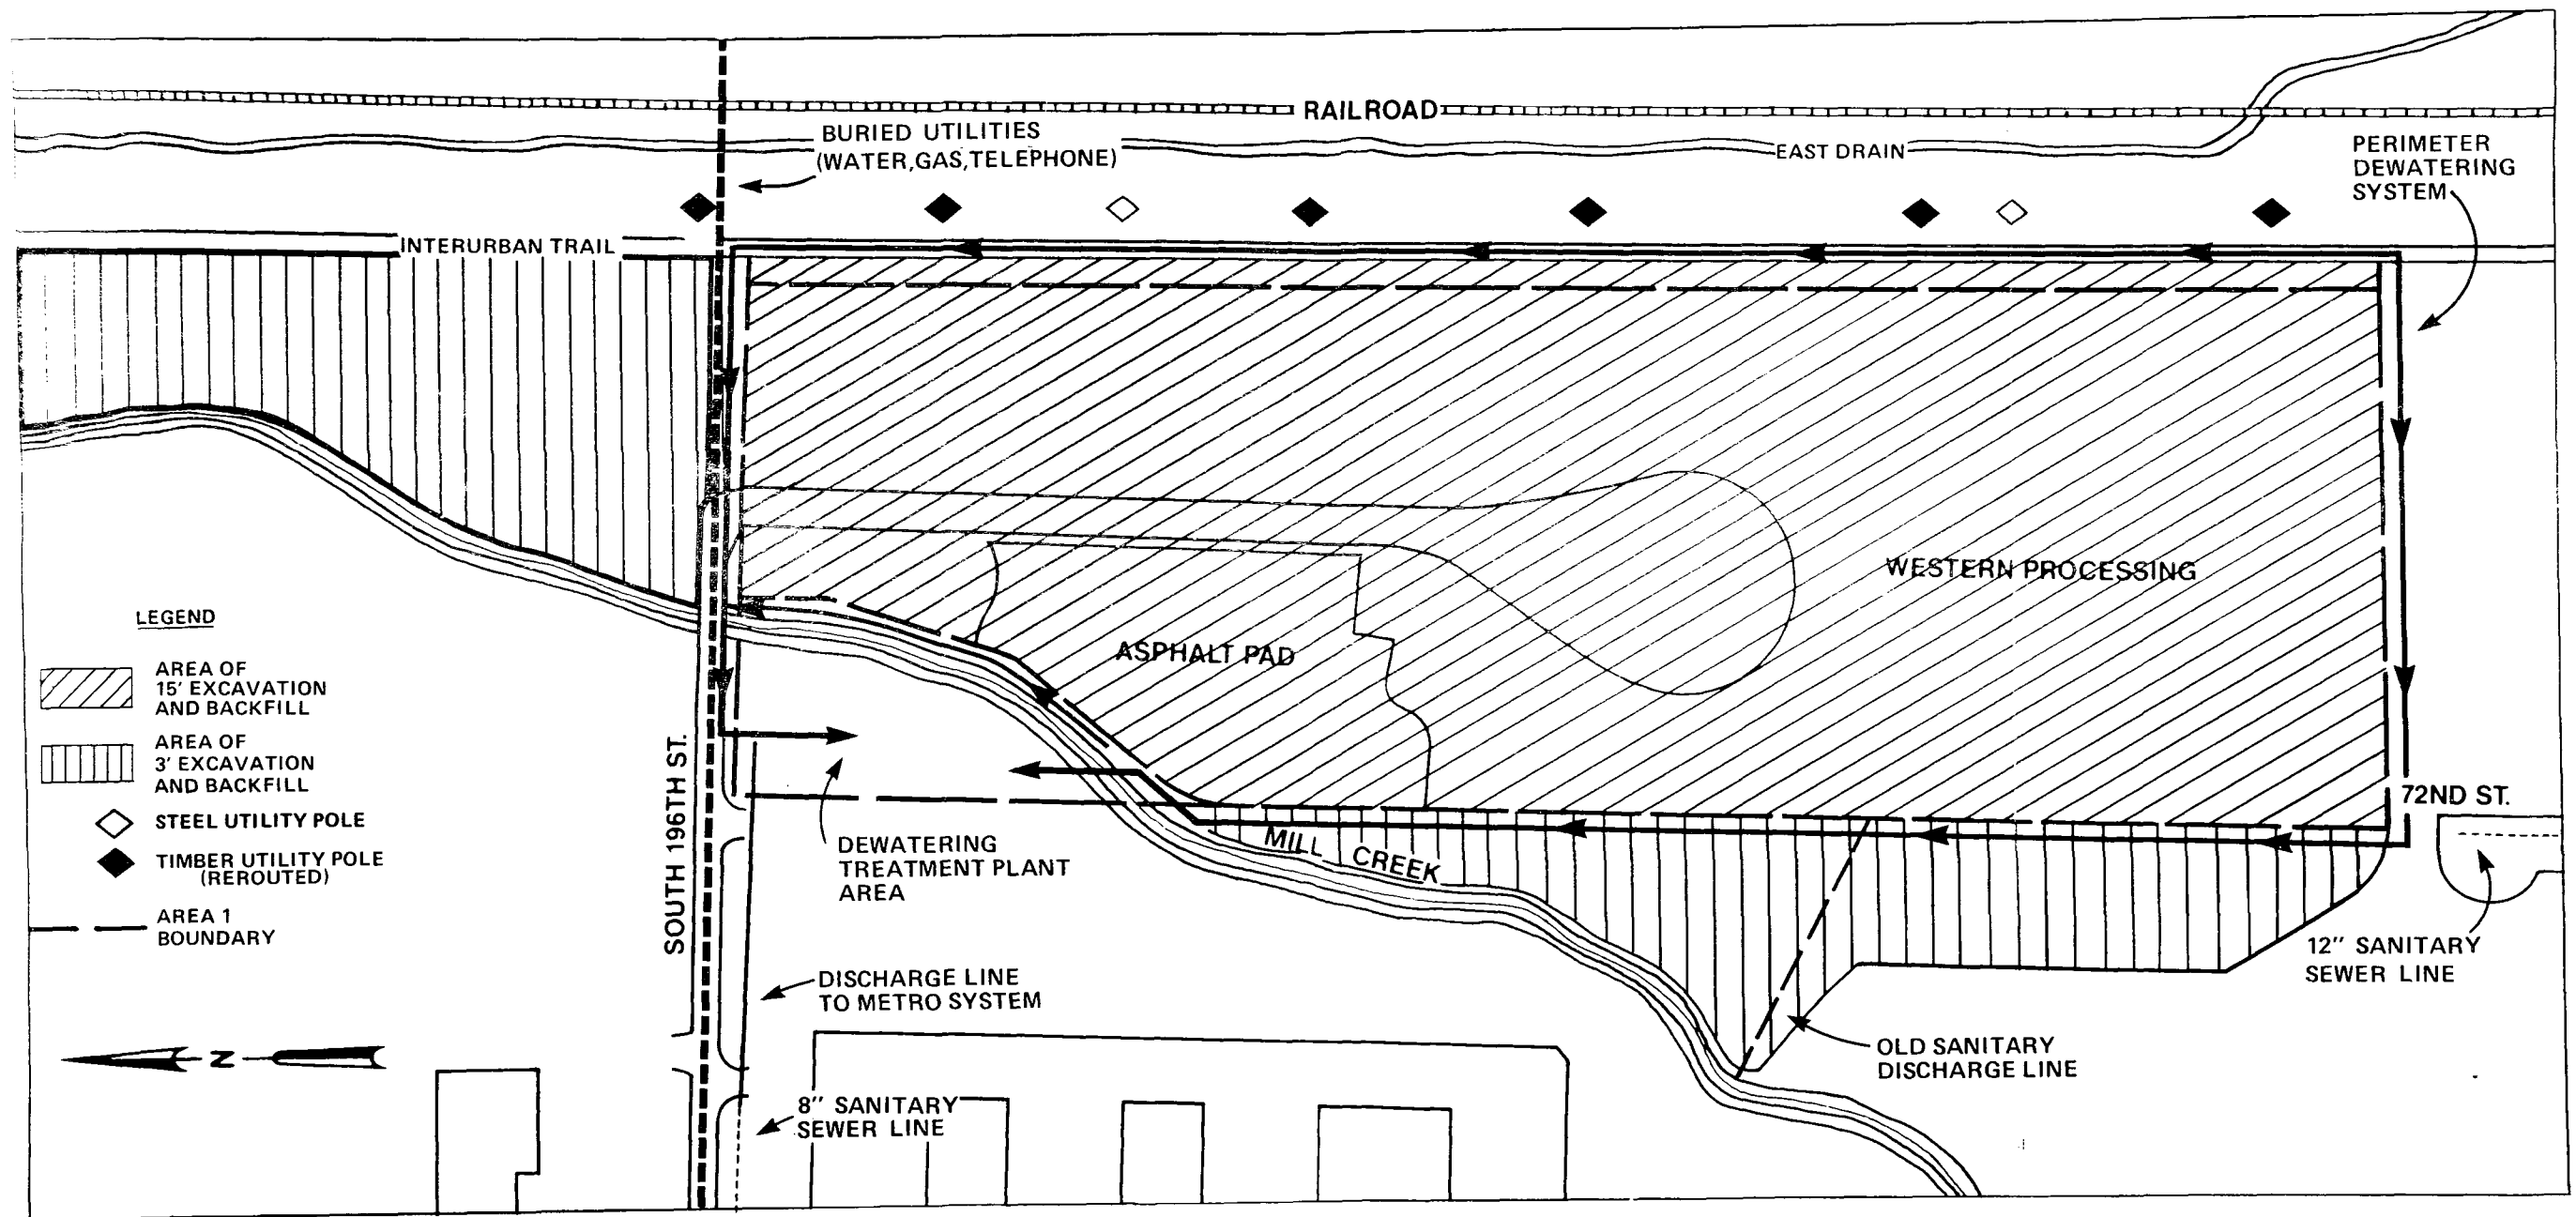 RAILROAD
BURIED UTILITIES
(WATER,GAS,TELEPHONE)
EAST DRAIN
PERIMETER
DEWATERING
SYSTEM
INTERURBAN TRAIL
WESTERN PROCESSING
ASPHALT PAD
LEGEND
AREA OF
15' EXCAVATION
AND BACKFILL
AREA OF
3' EXCAVATION
AND BACKFILL
STEEL UTILITY POLE
TIMBER UTILITY POLE
(REROUTED)
AREA 1
BOUNDARY
SOUTH 196TH ST.
72ND ST.
MILL CREEK
DEWATERING
TREATMENT PLANT
AREA
12" SANITARY
SEWER LINE
DISCHARGE LINE
TO METRO SYSTEM
OLD SANITARY
DISCHARGE LINE
N
8" SANITARY
SEWER LINE